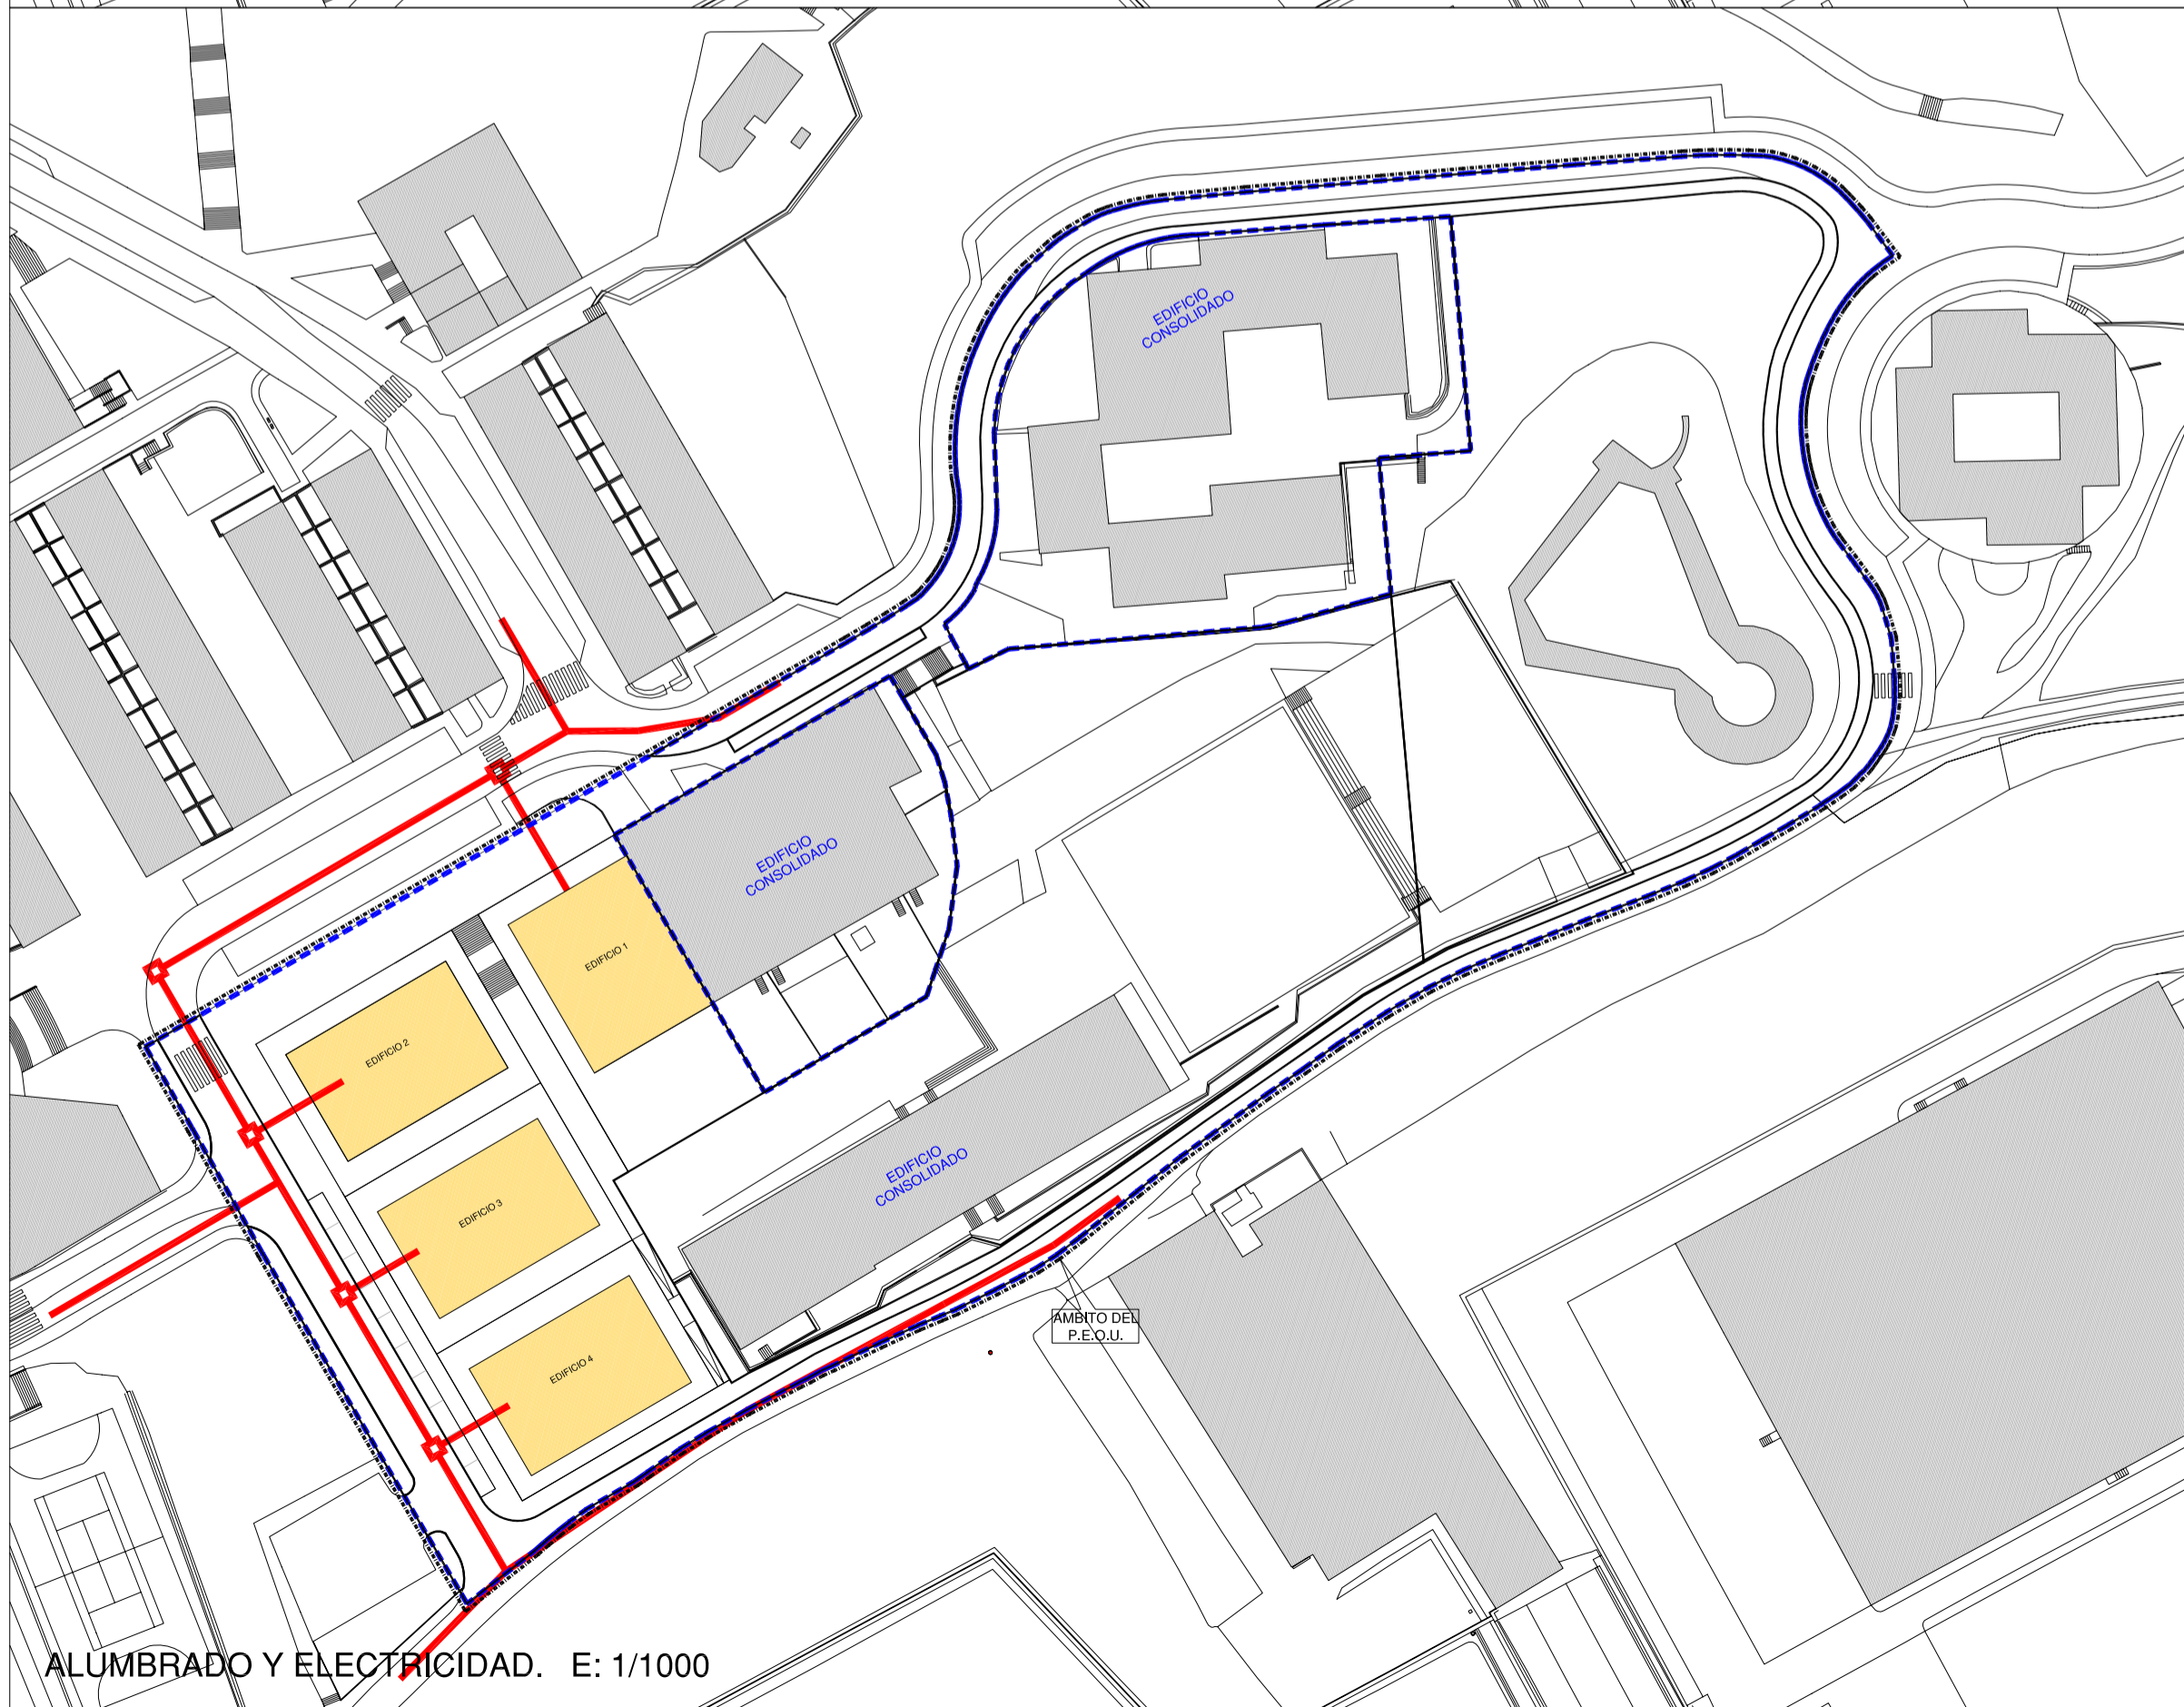 EDIFICIO
CONSOLIDADO
EDIFICIO
CONSOLIDADO
EDIFICIO 1
EDIFICIO 2
EDIFICIO 3
EDIFICIO
CONSOLIDADO
EDIFICIO 4
AMBITO DEL
P.E.O.U.
ALUMBRADO Y ELECTRICIDAD. E: 1/1000